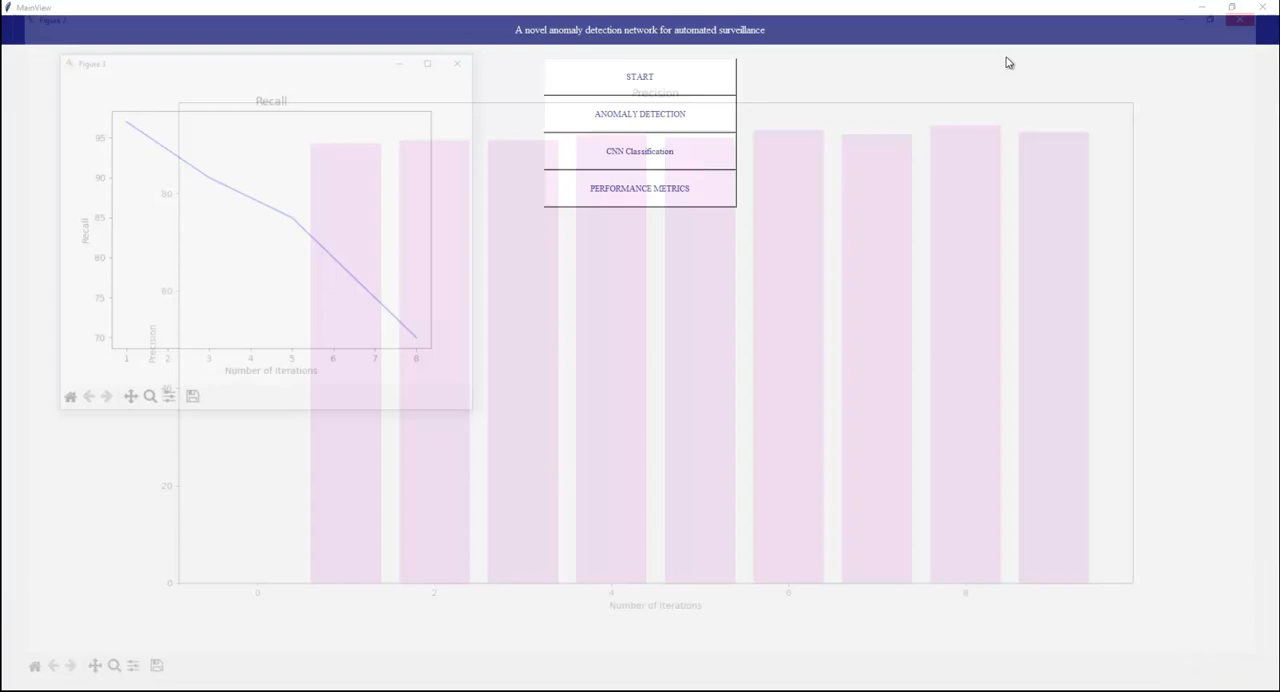 MainView
Figure 2
A novel anomaly detection network for automated surveillance
Figure 3
START
Precision
ANOMALY DETECTION
CNN Classification
PERFORMANCE METRICS
Recall
95
90
85
80
75
70
Recall
1 2 3 4 5 6 7 8
Number of Iterations
80
60
40
20
0
Precision
0 2 4 6 8
Number of Iterations